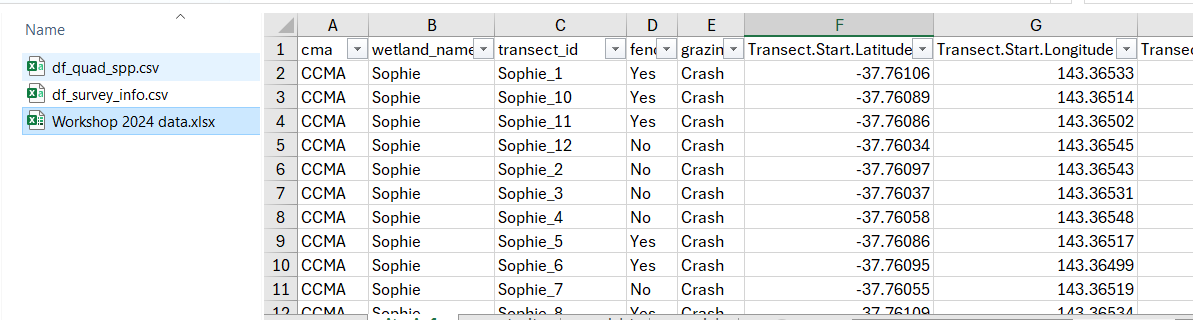 Name
df_quad_spp.csv
df_survey_info.csv
Workshop 2024 data.xlsx
A B C D E F G
1 cma wetland_name transect_id fenc grazin Transect.Start.Latitude Transect.Start.Longitude Transec
2 CCMA Sophie Sophie_1 Yes Crash -37.76106 143.36533
3 CCMA Sophie Sophie_10 Yes Crash -37.76089 143.36514
4 CCMA Sophie Sophie_11 Yes Crash -37.76086 143.36502
5 CCMA Sophie Sophie_12 No Crash -37.76034 143.36545
6 CCMA Sophie Sophie_2 No Crash -37.76097 143.36543
7 CCMA Sophie Sophie_3 No Crash -37.76037 143.36531
8 CCMA Sophie Sophie_4 No Crash -37.76058 143.36548
9 CCMA Sophie Sophie_5 Yes Crash -37.76086 143.36517
10 CCMA Sophie Sophie_6 Yes Crash -37.76095 143.36499
11 CCMA Sophie Sophie_7 No Crash -37.76055 143.36519
12 CCMA Sophie Sophie_8 Yes Crash -37.76109 143.36534